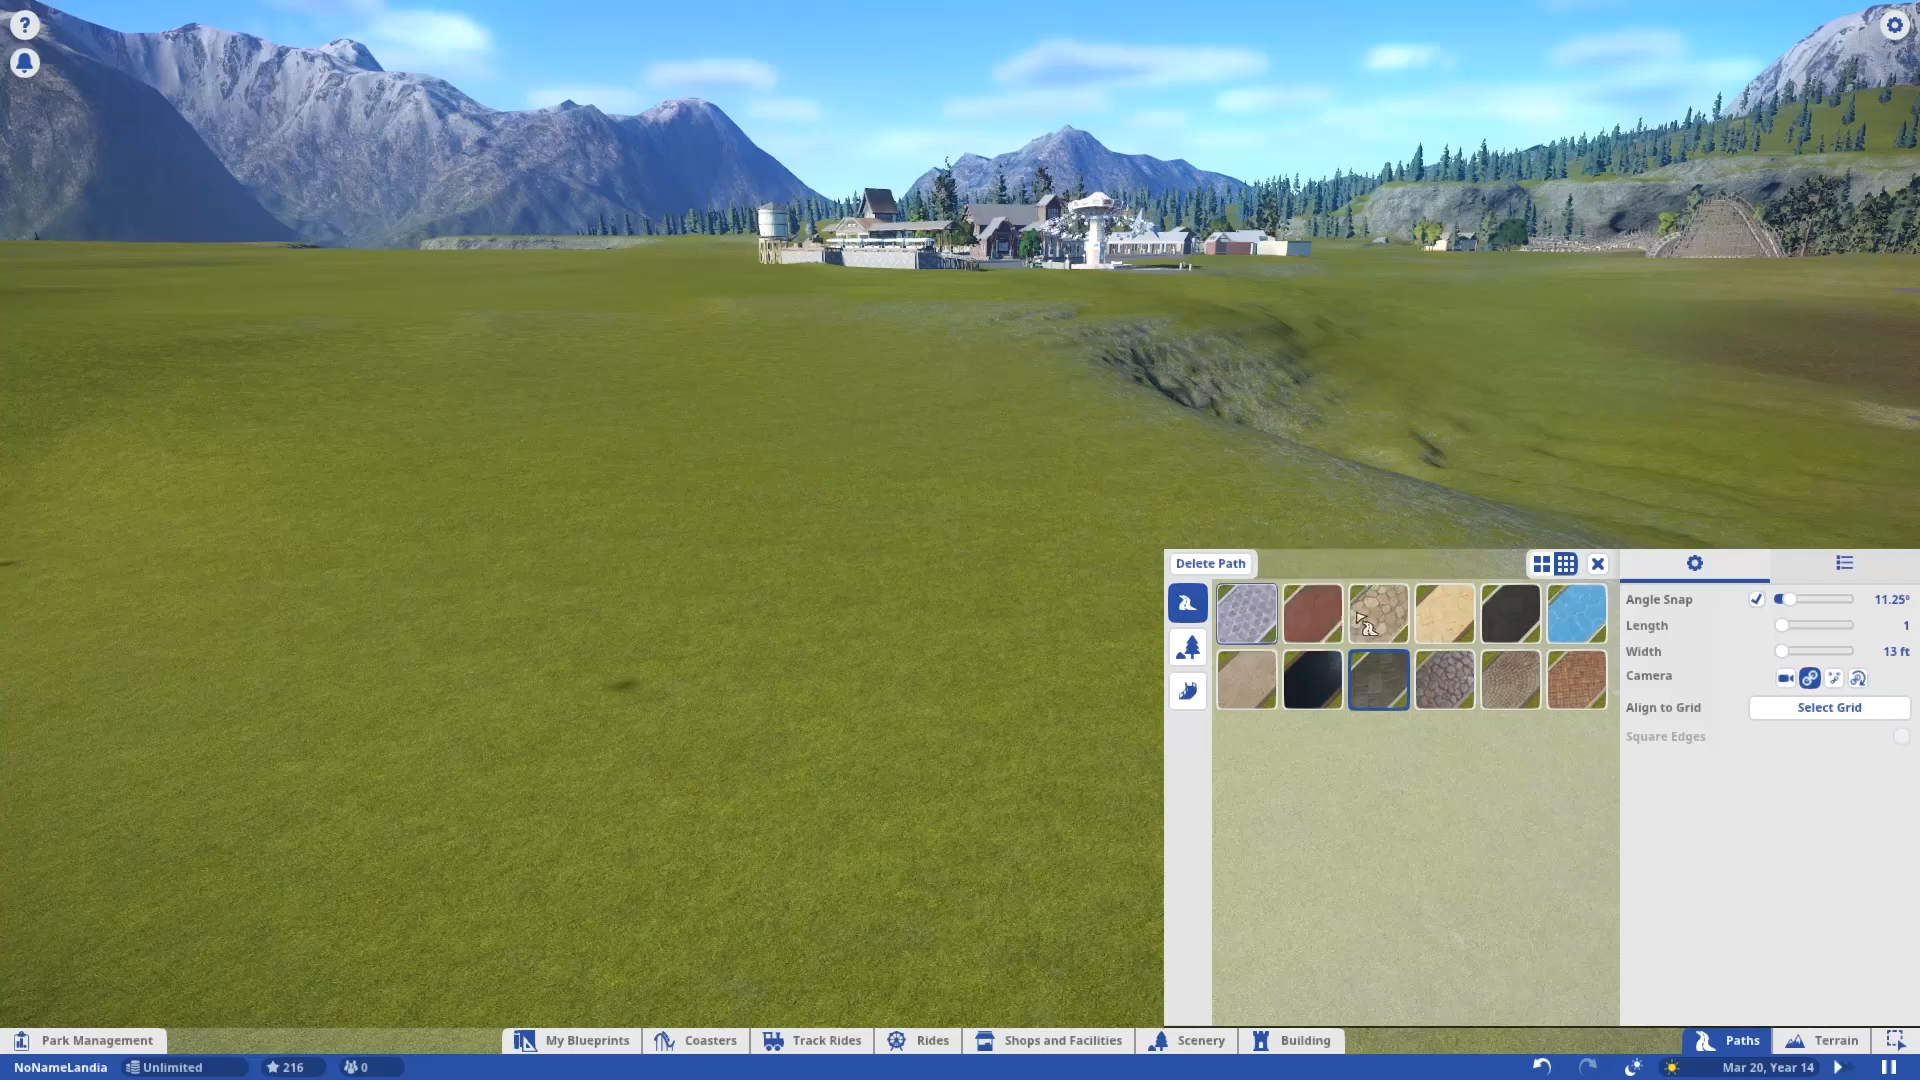 ?
Delete Path
Angle Snap 11.25°
Length 1
Width 13 ft
Camera
Align to Grid Select Grid
Square Edges
Park Management My Blueprints Coasters Track Rides Rides Shops and Facilities Scenery Building Paths Terrain
NoNameLandia Unlimited 216 0 Mar 20, Year 14